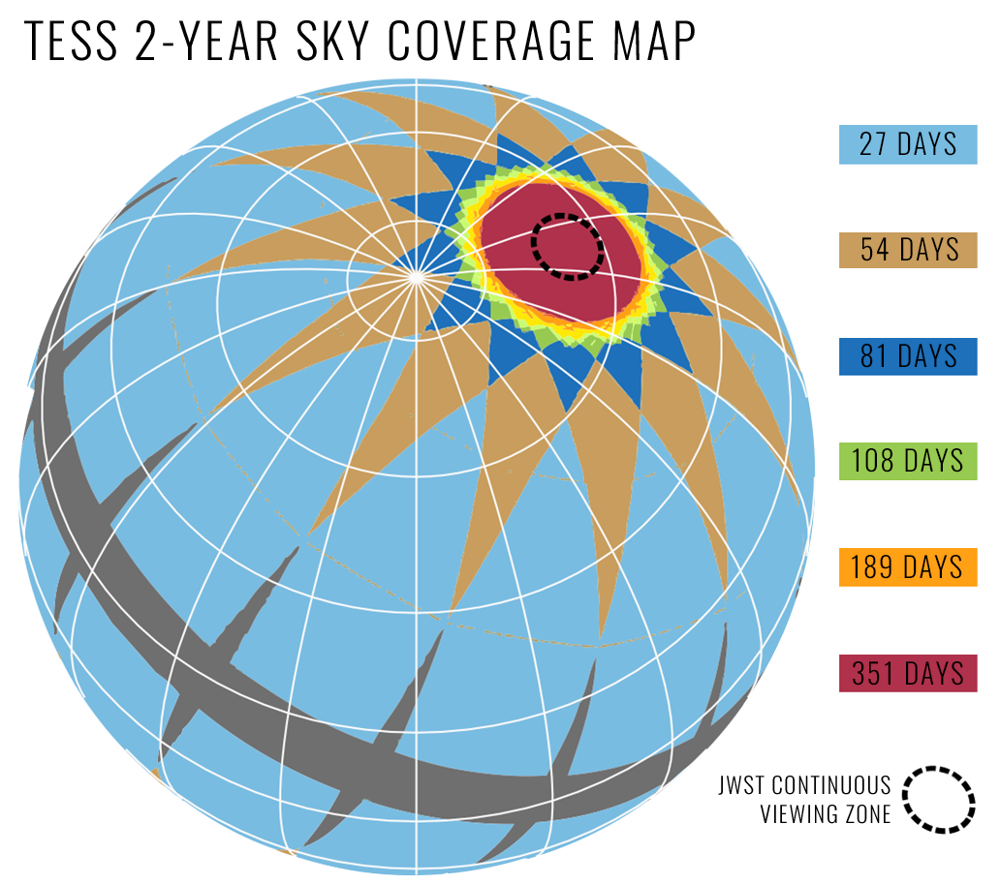 TESS 2-YEAR SKY COVERAGE MAP
27 DAYS
54 DAYS
81 DAYS
108 DAYS
189 DAYS
351 DAYS
JWST CONTINUOUS
VIEWING ZONE